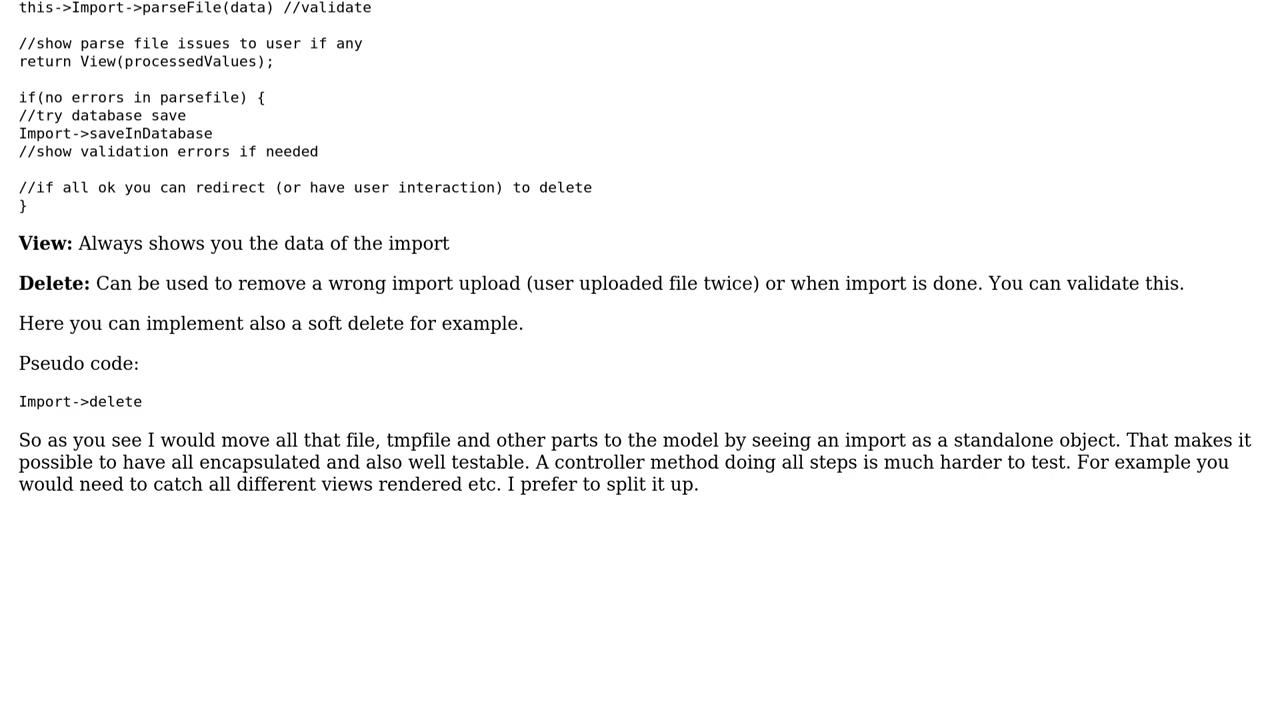 this->Import->parseFile(data) //validate
//show parse file issues to user if any
return View(processedValues);
if(no errors in parsefile) {
//try database save
Import->saveInDatabase
//show validation errors if needed
//if all ok you can redirect (or have user interaction) to delete
}
View: Always shows you the data of the import
Delete: Can be used to remove a wrong import upload (user uploaded file twice) or when import is done. You can validate this.
Here you can implement also a soft delete for example.
Pseudo code:
Import->delete
So as you see I would move all that file, tmpfile and other parts to the model by seeing an import as a standalone object. That makes it
possible to have all encapsulated and also well testable. A controller method doing all steps is much harder to test. For example you
would need to catch all different views rendered etc. I prefer to split it up.